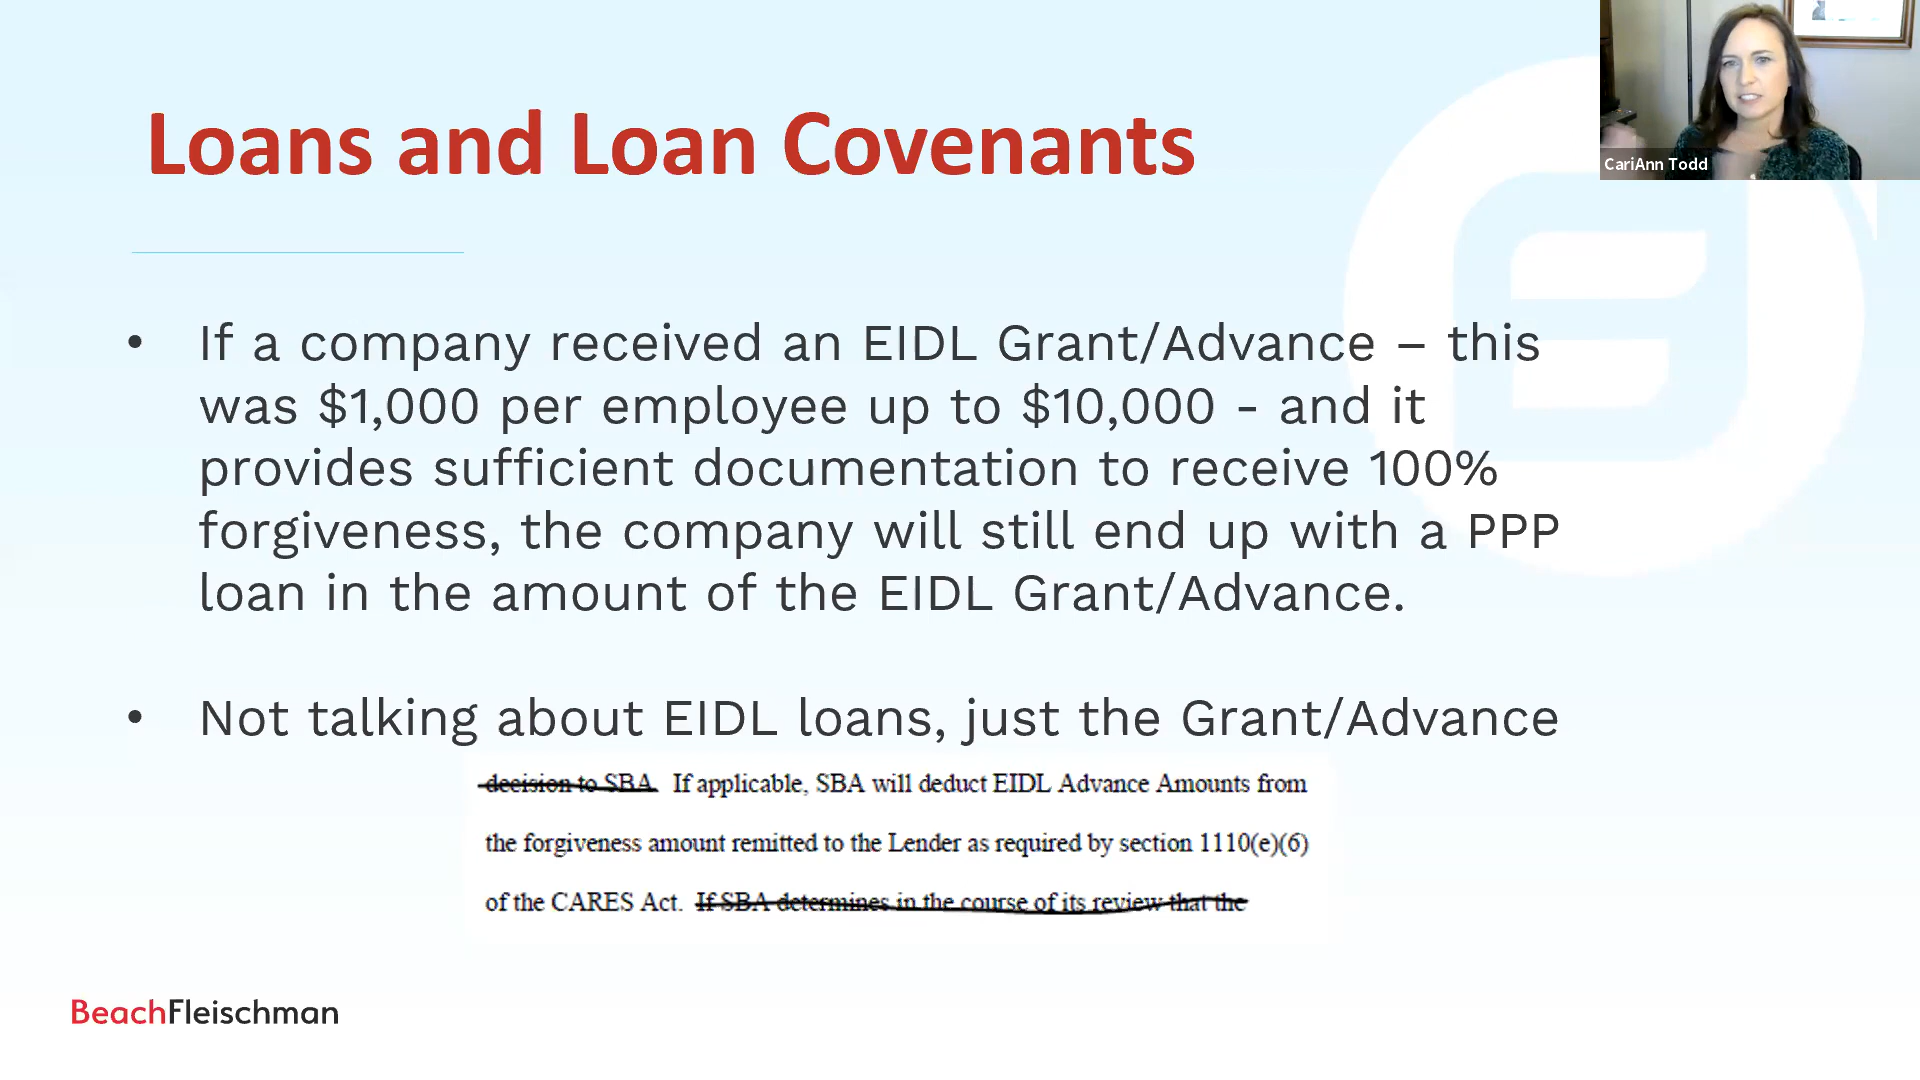 Loans and Loan Covenants
CariAnn Todd
• If a company received an EIDL Grant/Advance – this
was $1,000 per employee up to $10,000 - and it
provides sufficient documentation to receive 100%
forgiveness, the company will still end up with a PPP
loan in the amount of the EIDL Grant/Advance.
• Not talking about EIDL loans, just the Grant/Advance
decision to SBA. If applicable, SBA will deduct EIDL Advance Amounts from
the forgiveness amount remitted to the Lender as required by section 1110(e)(6)
of the CARES Act. If SBA determines in the course of its review that the
BeachFleischman